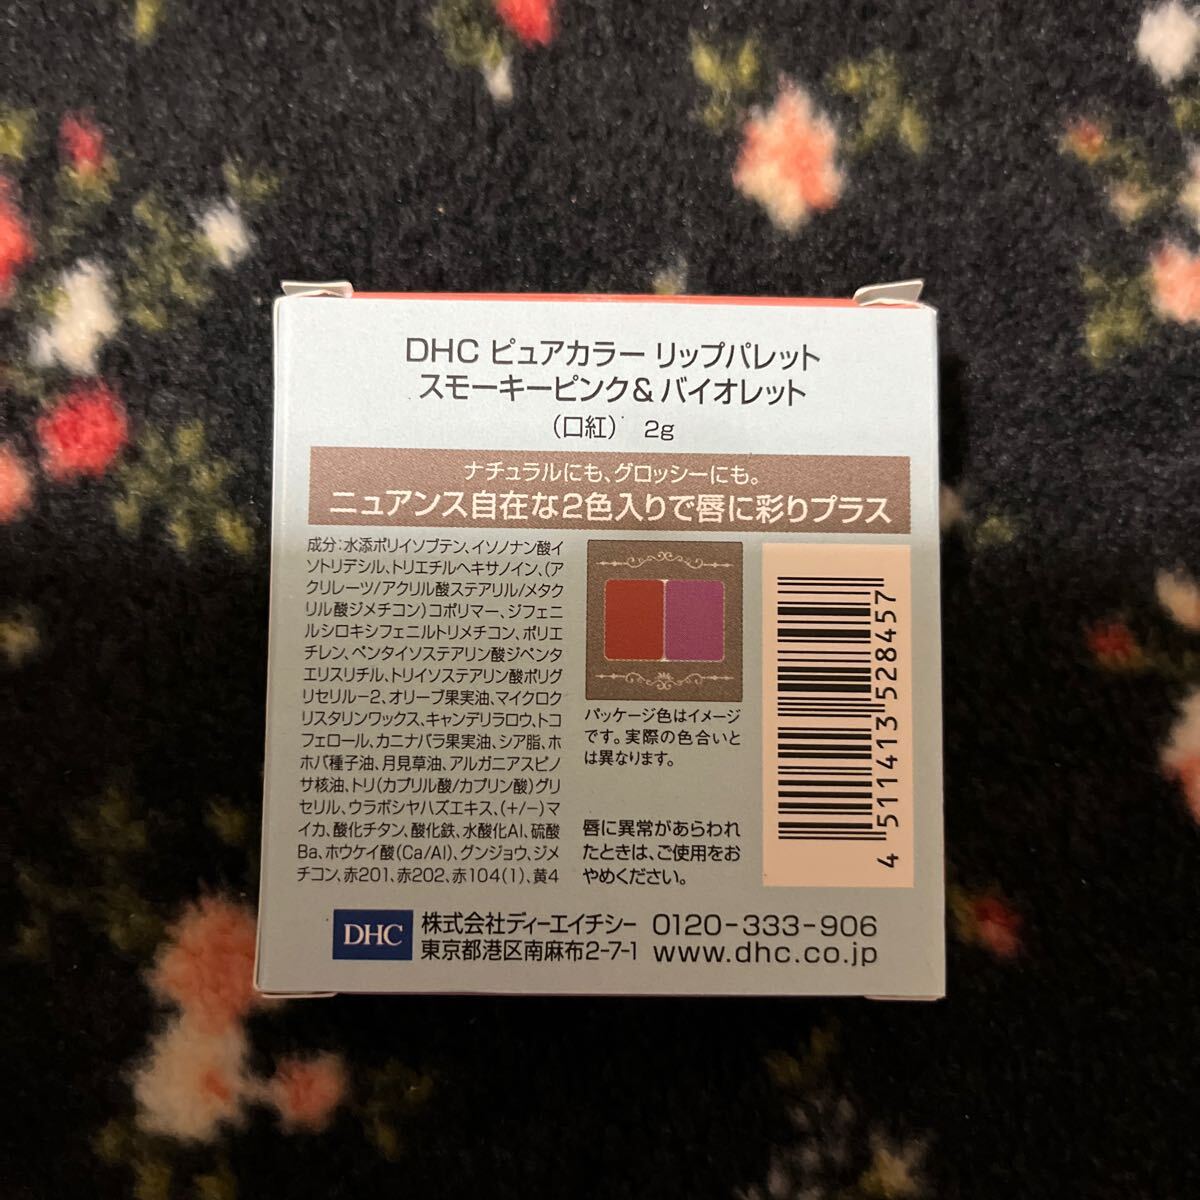 DHC ピュアカラー リップパレット
スモーキーピンク&バイオレット
(口紅) 2g
ナチュラルにも、グロッシーにも。
ニュアンス自在な2色入りで唇に彩りプラス
成分:水添ポリイソブテン、イソノナン酸イ
ソトリデシル、トリエチルヘキサノイン、(ア
クリレーツ/アクリル酸ステアリル/メタク
リル酸ジメチコン)コポリマー、ジフェニ
ルシロキシフェニルトリメチコン、ポリエ
チレン、ペンタイソステアリン酸ジペンタ
エリスリチル、トリイソステアリン酸ポリグ
リセリル-2、オリーブ果実油、マイクロク
リスタリンワックス、キャンデリラロウ、トコ
フェロール、カニナバラ果実油、シア脂、ホ
ホバ種子油、月見草油、アルガニアスピノ
サ核油、トリ(カプリル酸/カプリン酸)グリ
セリル、ウラボシヤハズエキス、(+/−)マ
イカ、酸化チタン、酸化鉄、水酸化Al、硫酸
Ba、ホウケイ酸(Ca/Al)、グンジョウ、ジメ
チコン、赤201、赤202、赤104(1)、黄4
パッケージ色はイメージ
です。実際の色合いと
は異なります。
唇に異常があらわれ
たときは、ご使用をお
やめください。
4 511413 528457
DHC
株式会社ディーエイチシー 0120-333-906
東京都港区南麻布2-7-1 www.dhc.co.jp